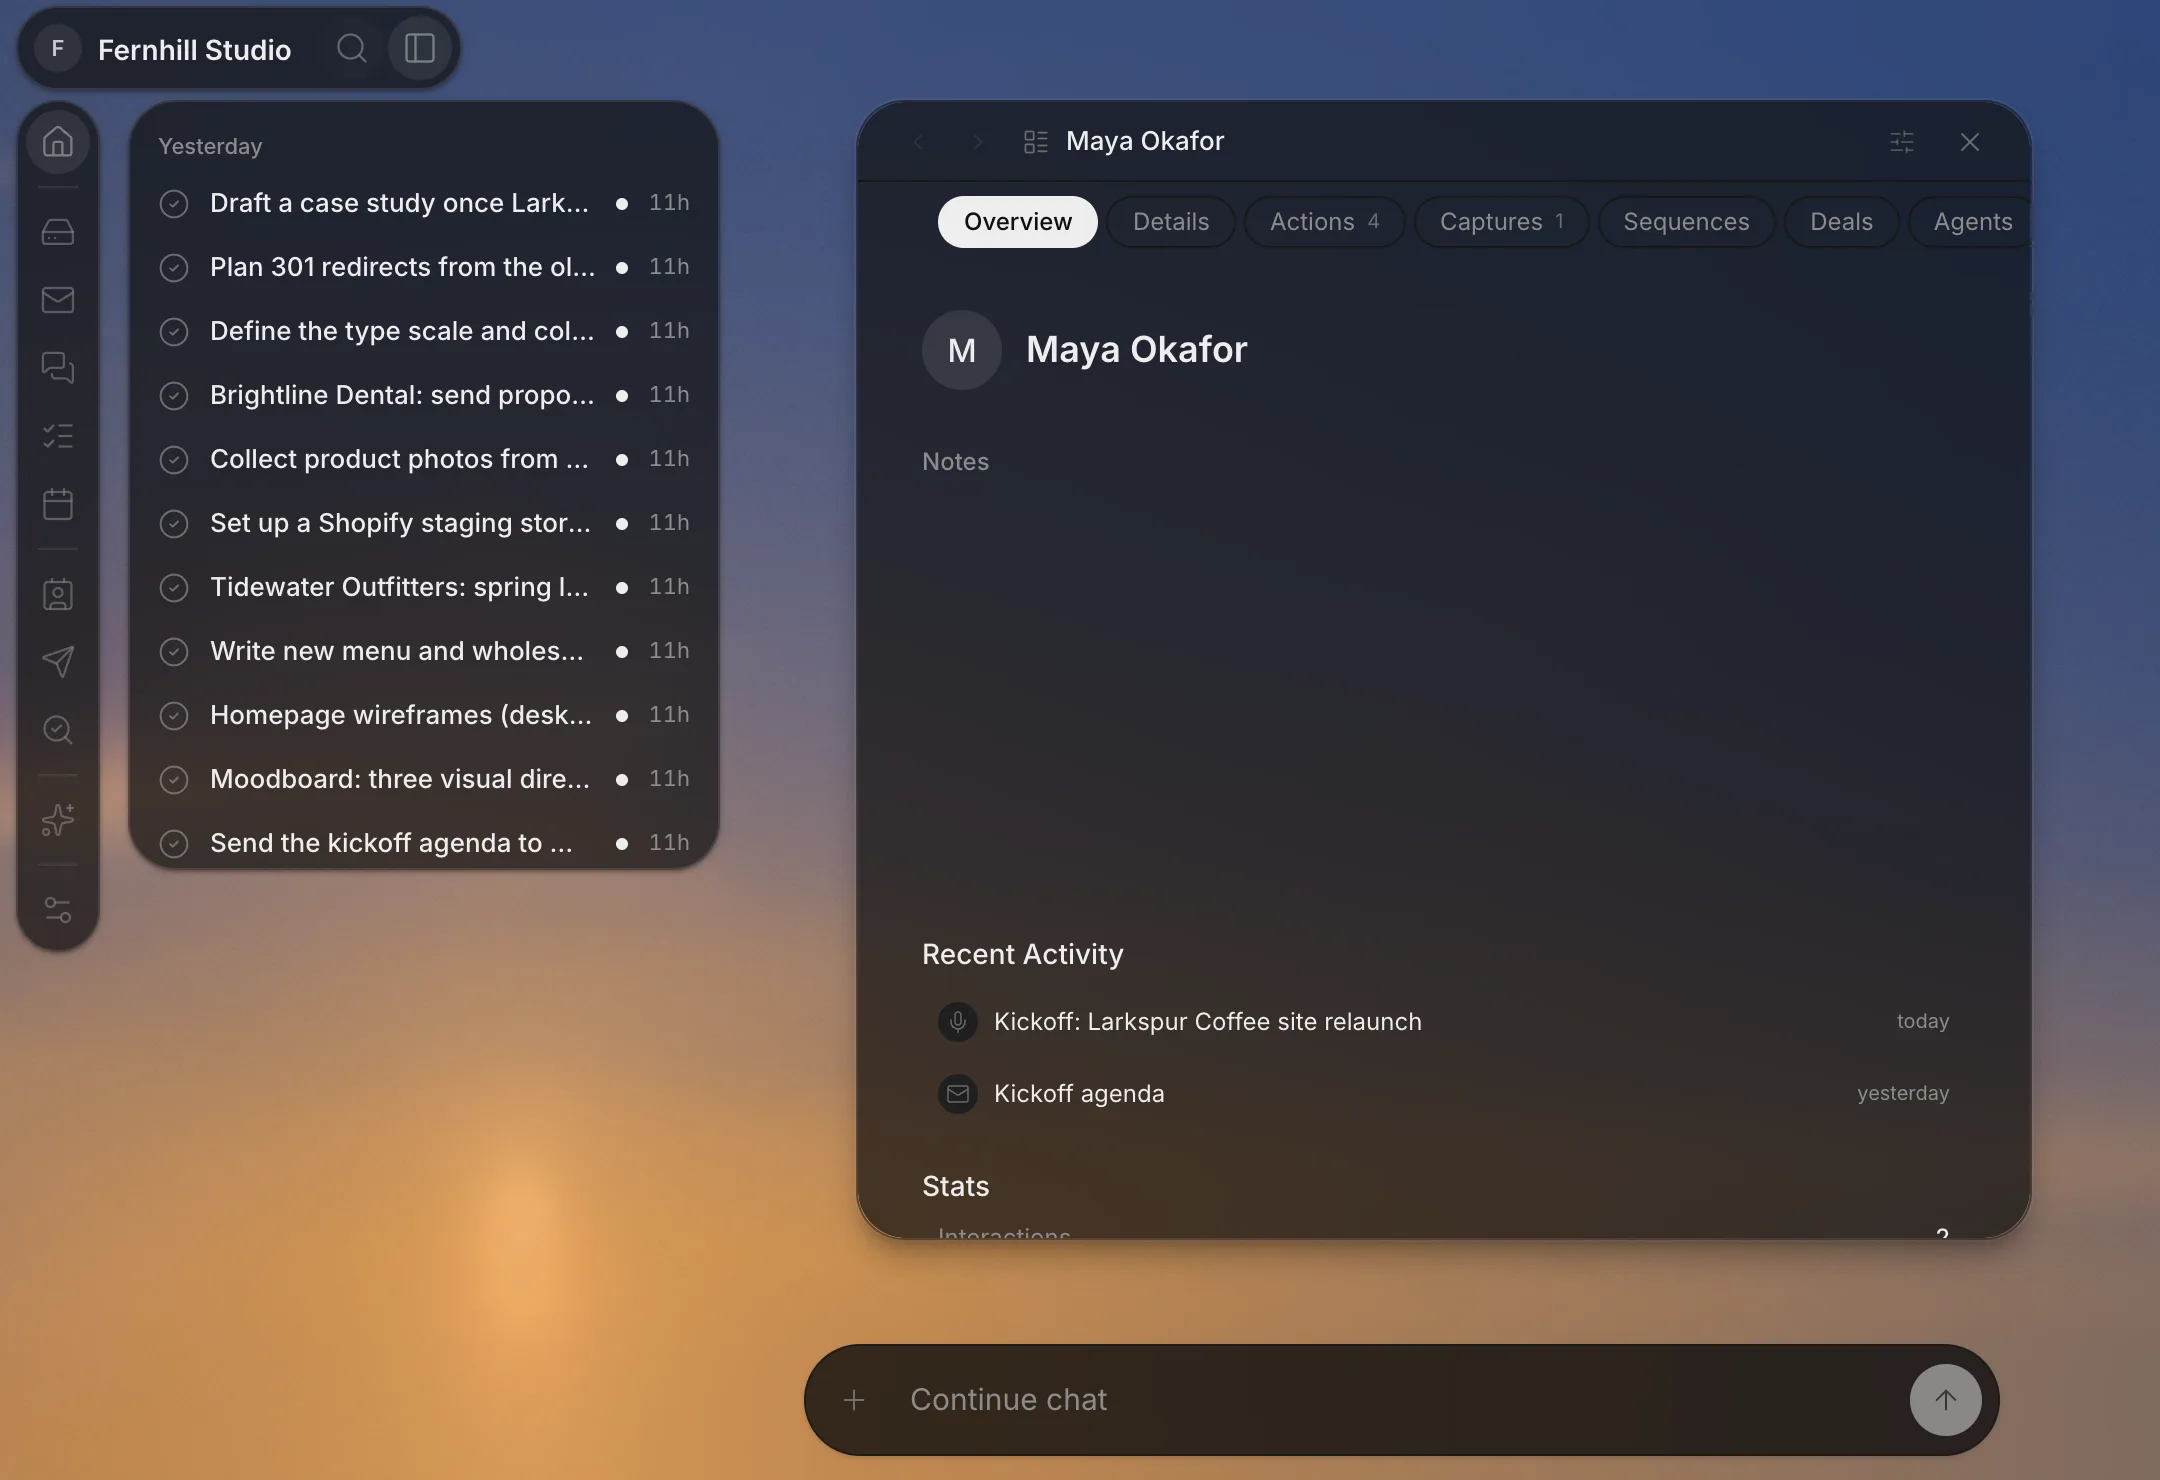 F Fernhill Studio
Yesterday
Draft a case study once Lark... 11h
Plan 301 redirects from the ol... 11h
Define the type scale and col... 11h
Brightline Dental: send propo... 11h
Collect product photos from ... 11h
Set up a Shopify staging stor... 11h
Tidewater Outfitters: spring l... 11h
Write new menu and wholes... 11h
Homepage wireframes (desk... 11h
Moodboard: three visual dire... 11h
Send the kickoff agenda to ... 11h
Maya Okafor
Overview Details Actions 4 Captures 1 Sequences Deals Agents
M Maya Okafor
Notes
Recent Activity
Kickoff: Larkspur Coffee site relaunch today
Kickoff agenda yesterday
Stats
Interactions 2
Continue chat